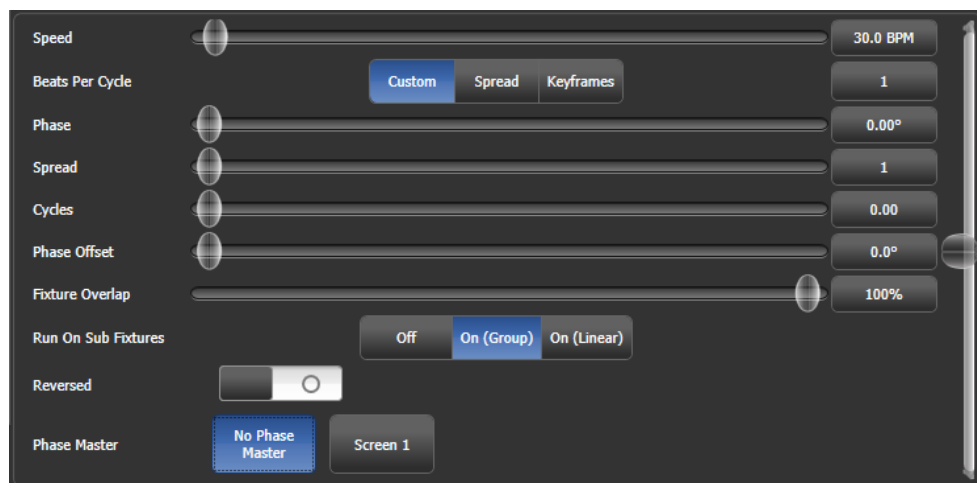 Speed 30.0 BPM
Beats Per Cycle Custom Spread Keyframes 1
Phase 0.00°
Spread 1
Cycles 0.00
Phase Offset 0.0°
Fixture Overlap 100%
Run On Sub Fixtures Off On (Group) On (Linear)
Reversed
Phase Master No Phase Master Screen 1